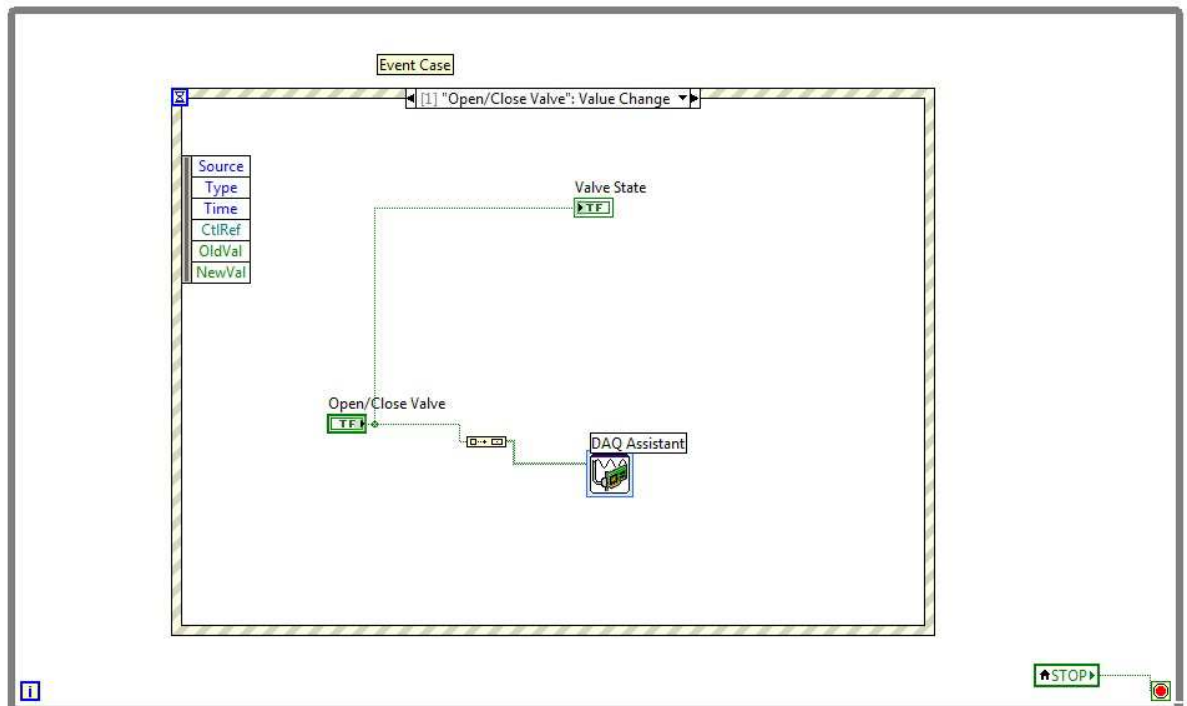 Event Case
[1] "Open/Close Valve": Value Change
Source
Type
Time
CtlRef
OldVal
NewVal
Valve State
TF
Open/Close Valve
TF
DAQ Assistant
STOP
i